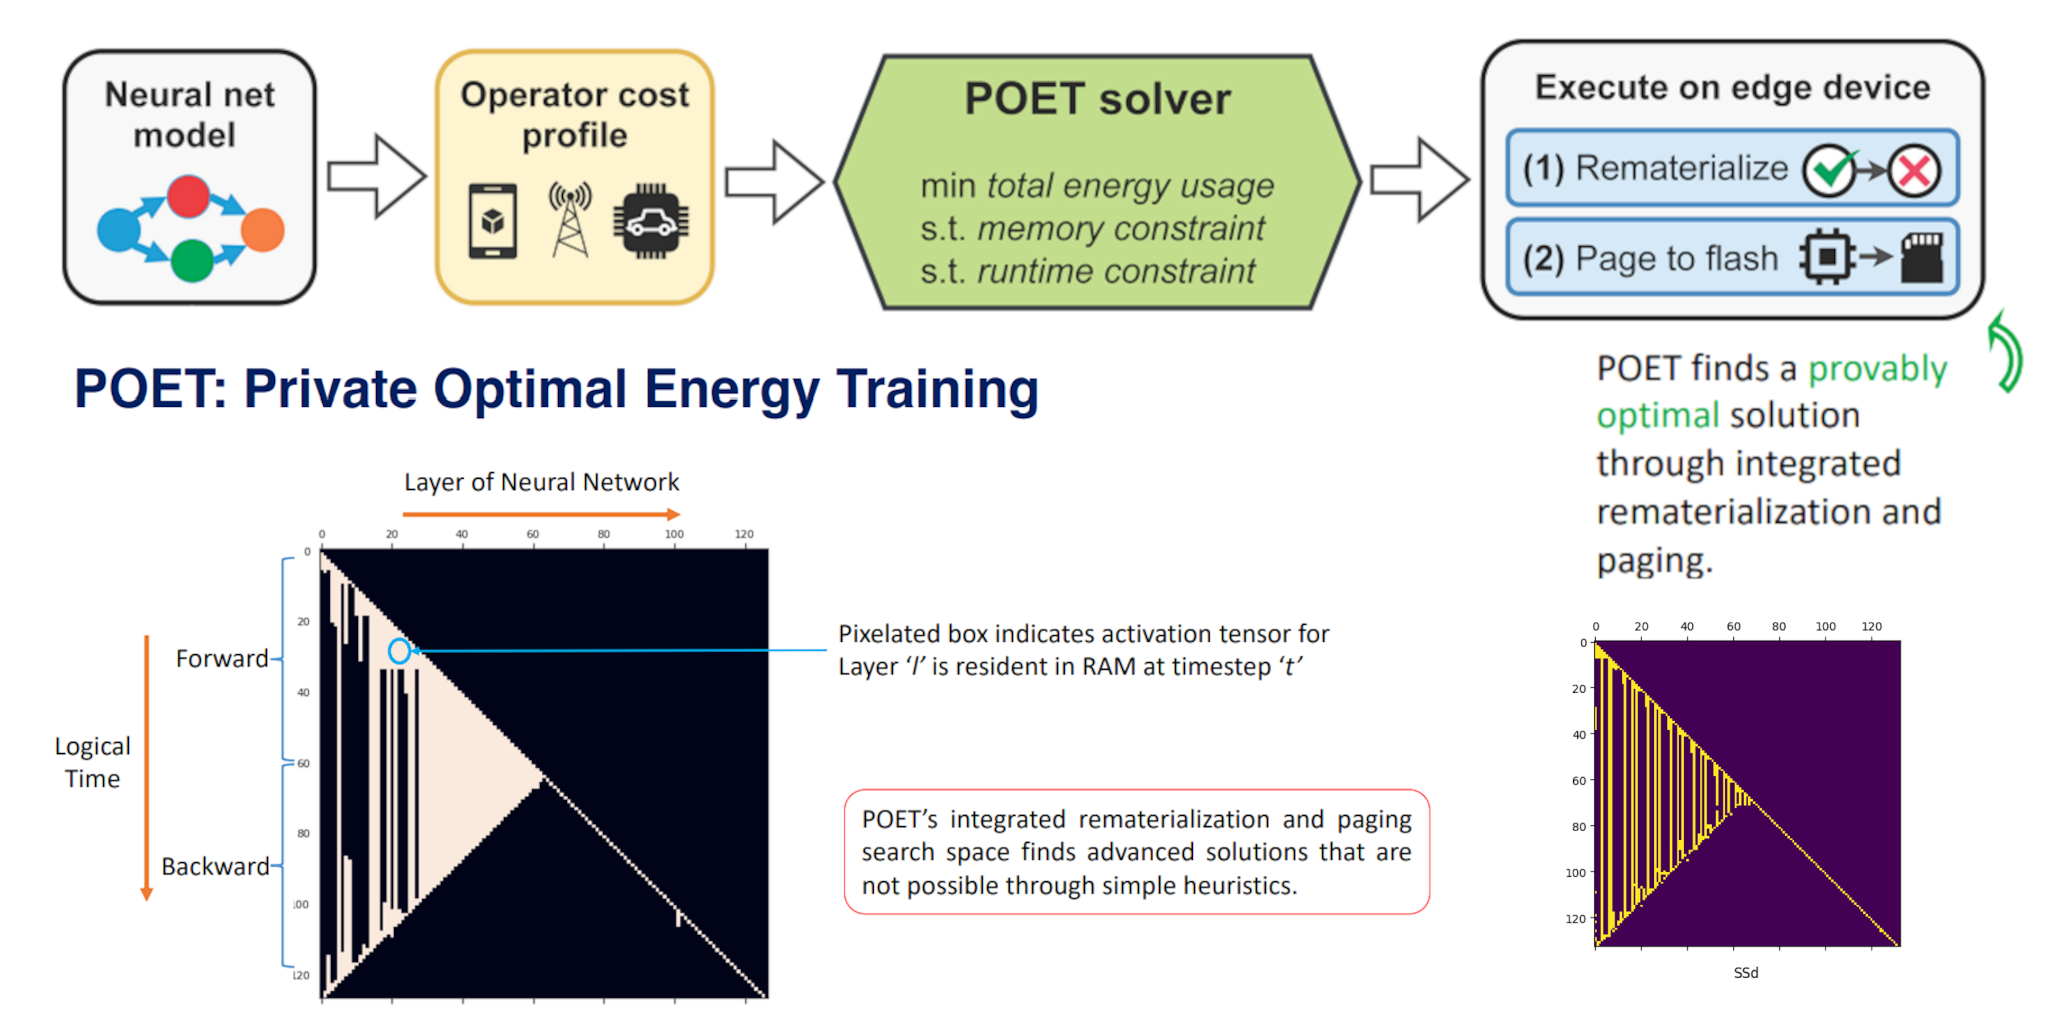 Neural net
model
Operator cost
profile
POET solver
min total energy usage
s.t. memory constraint
s.t. runtime constraint
Execute on edge device
(1) Rematerialize
(2) Page to flash
POET: Private Optimal Energy Training
POET finds a provably
optimal solution
through integrated
rematerialization and
paging.
Layer of Neural Network
0 20 40 60 80 100 120
0
20
40
60
80
100
120
Forward
Backward
Logical
Time
Pixelated box indicates activation tensor for
Layer ‘l’ is resident in RAM at timestep ‘t’
POET’s integrated rematerialization and paging
search space finds advanced solutions that are
not possible through simple heuristics.
0 20 40 60 80 100 120
0
20
40
60
80
100
120
SSd